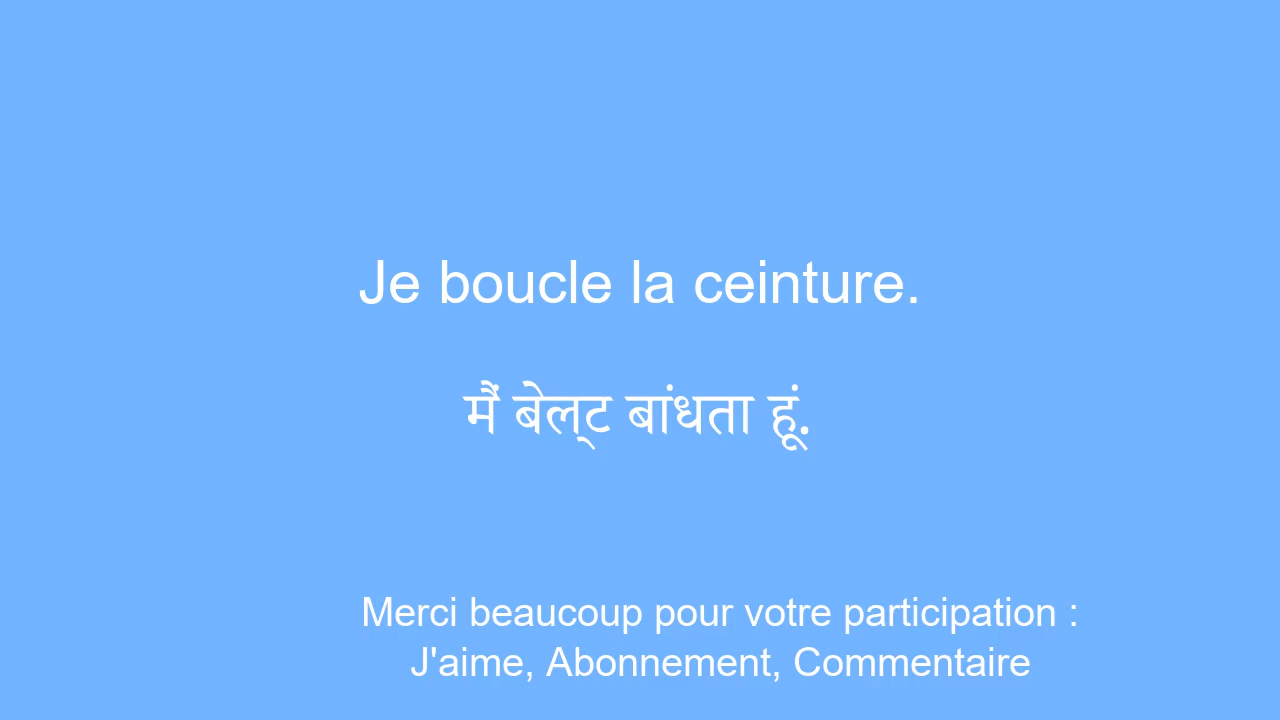 Je boucle la ceinture.
मैं बेल्ट बांधता हूं.
Merci beaucoup pour votre participation :
J'aime, Abonnement, Commentaire